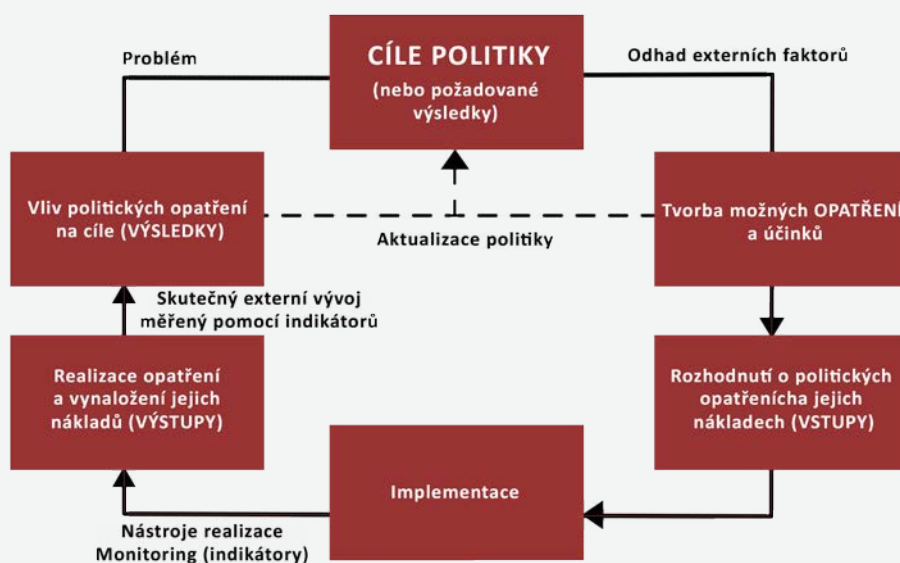 Problém
CÍLE POLITIKY
(nebo požadované
výsledky)
Odhad externích faktorů
Vliv politických opatření
na cíle (VÝSLEDKY)
Tvorba možných OPATŘENÍ
a účinků
Aktualizace politiky
Skutečný externí vývoj
měřený pomocí indikátorů
Realizace opatření
a vynaložení jejich
nákladů (VÝSTUPY)
Rozhodnutí o politických
opatřenícha jejich
nákladech (VSTUPY)
Implementace
Nástroje realizace
Monitoring (indikátory)